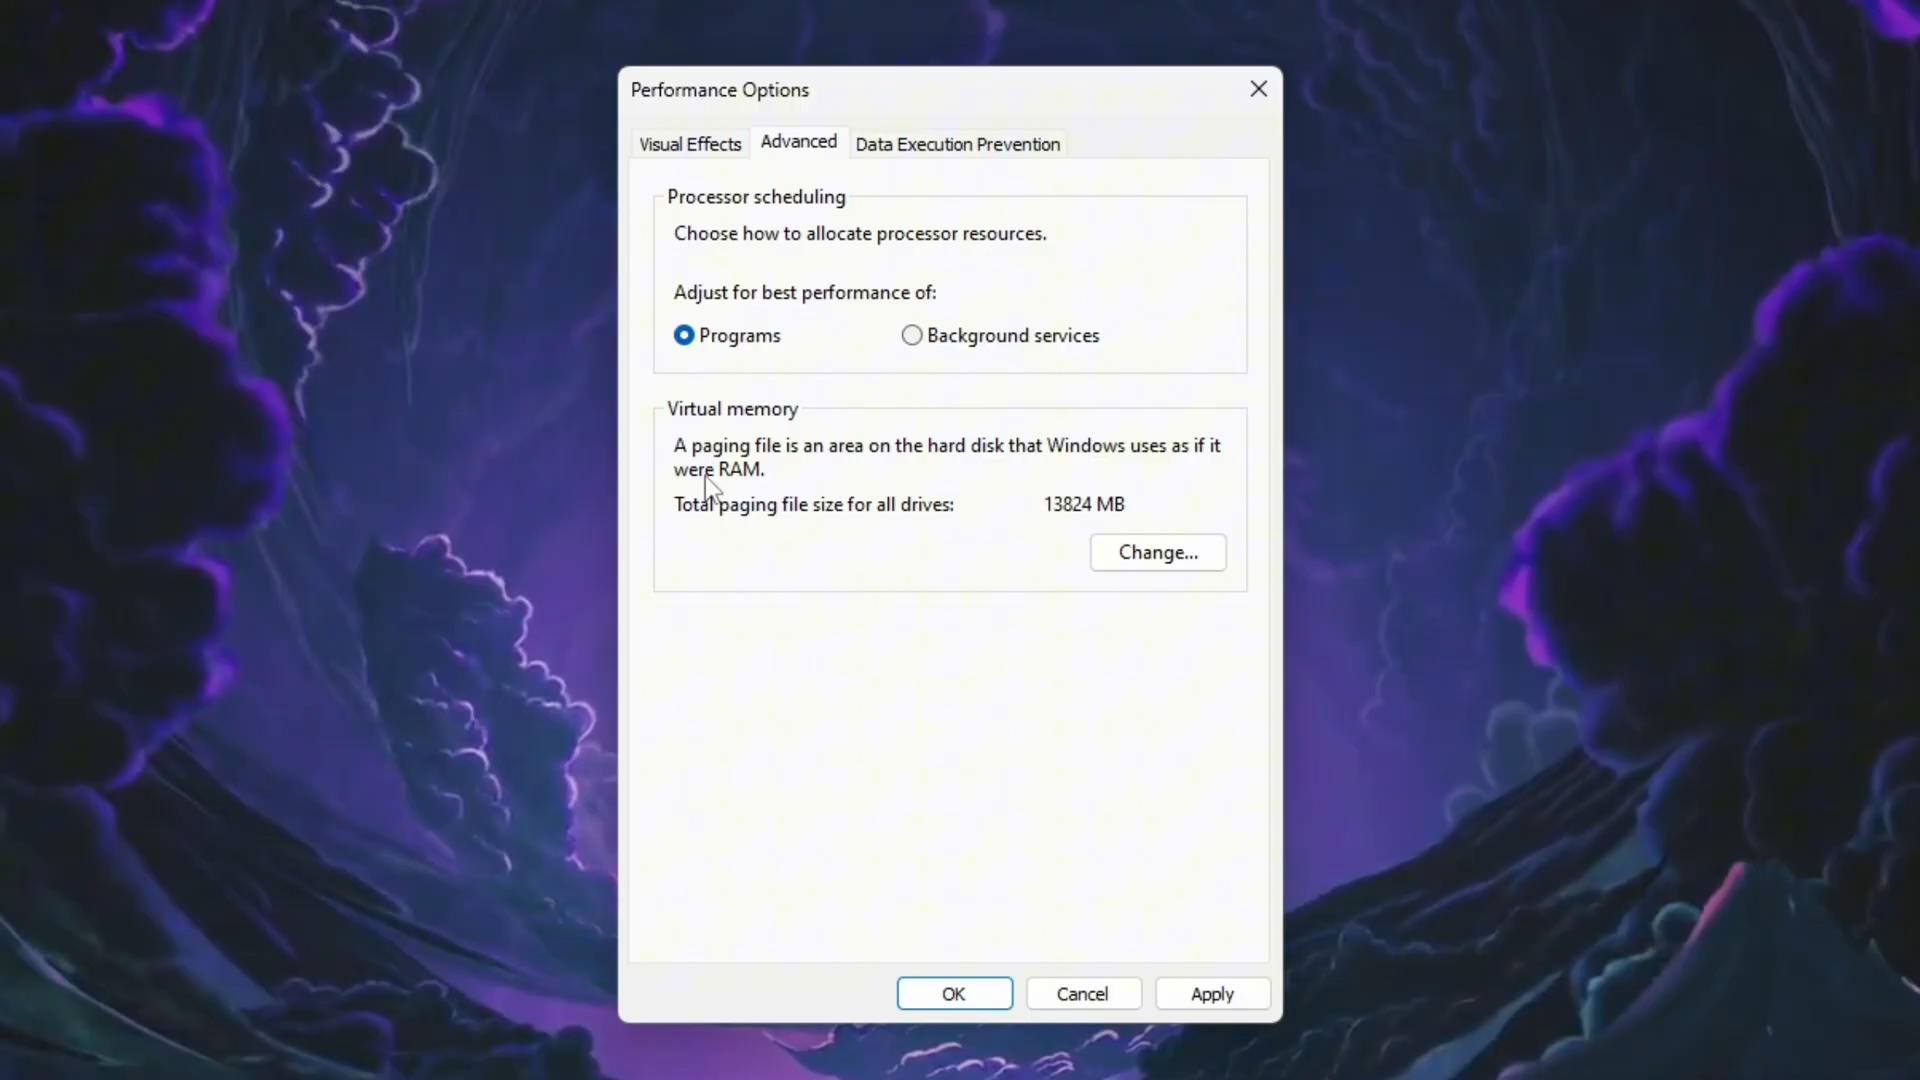 Performance Options
Visual Effects
Advanced
Data Execution Prevention
Processor scheduling
Choose how to allocate processor resources.
Adjust for best performance of:
Programs
Background services
Virtual memory
A paging file is an area on the hard disk that Windows uses as if it
were RAM.
Total paging file size for all drives:
13824 MB
Change...
OK
Cancel
Apply